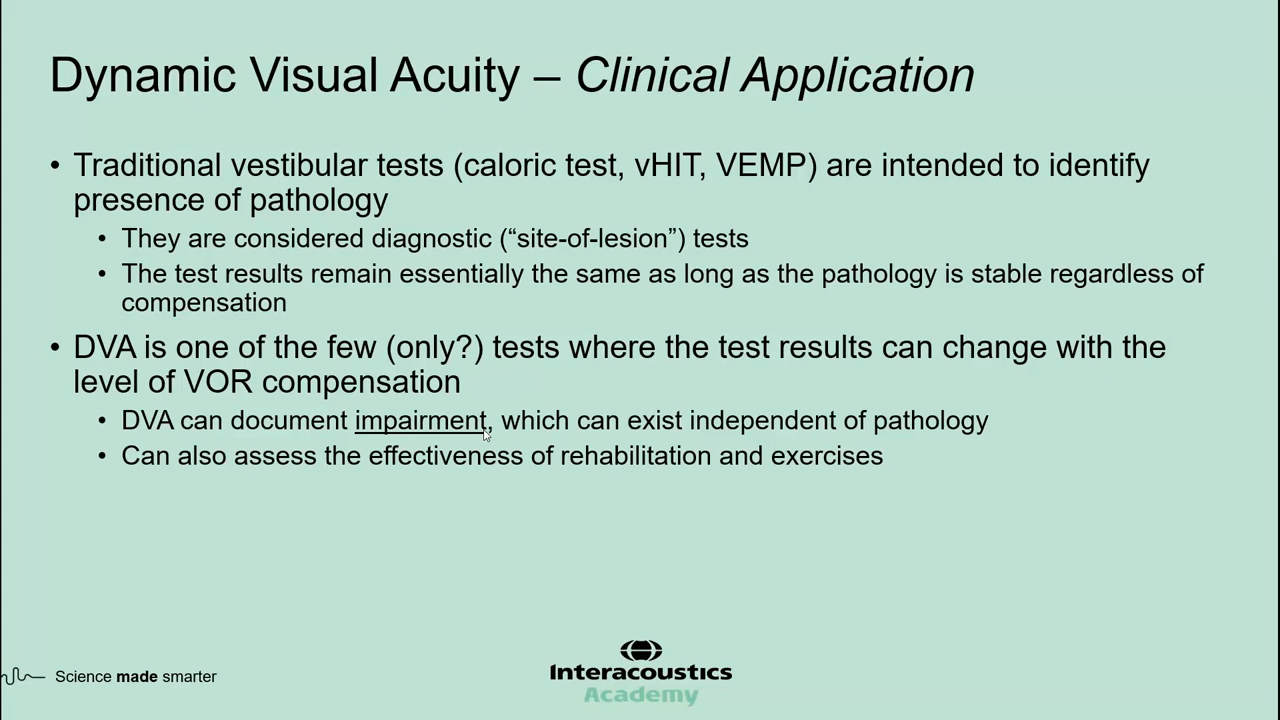 Dynamic Visual Acuity – Clinical Application
• Traditional vestibular tests (caloric test, vHIT, VEMP) are intended to identify
presence of pathology
• They are considered diagnostic (“site-of-lesion”) tests
• The test results remain essentially the same as long as the pathology is stable regardless of
compensation
• DVA is one of the few (only?) tests where the test results can change with the
level of VOR compensation
• DVA can document impairment, which can exist independent of pathology
• Can also assess the effectiveness of rehabilitation and exercises
Science made smarter
Interacoustics
Academy